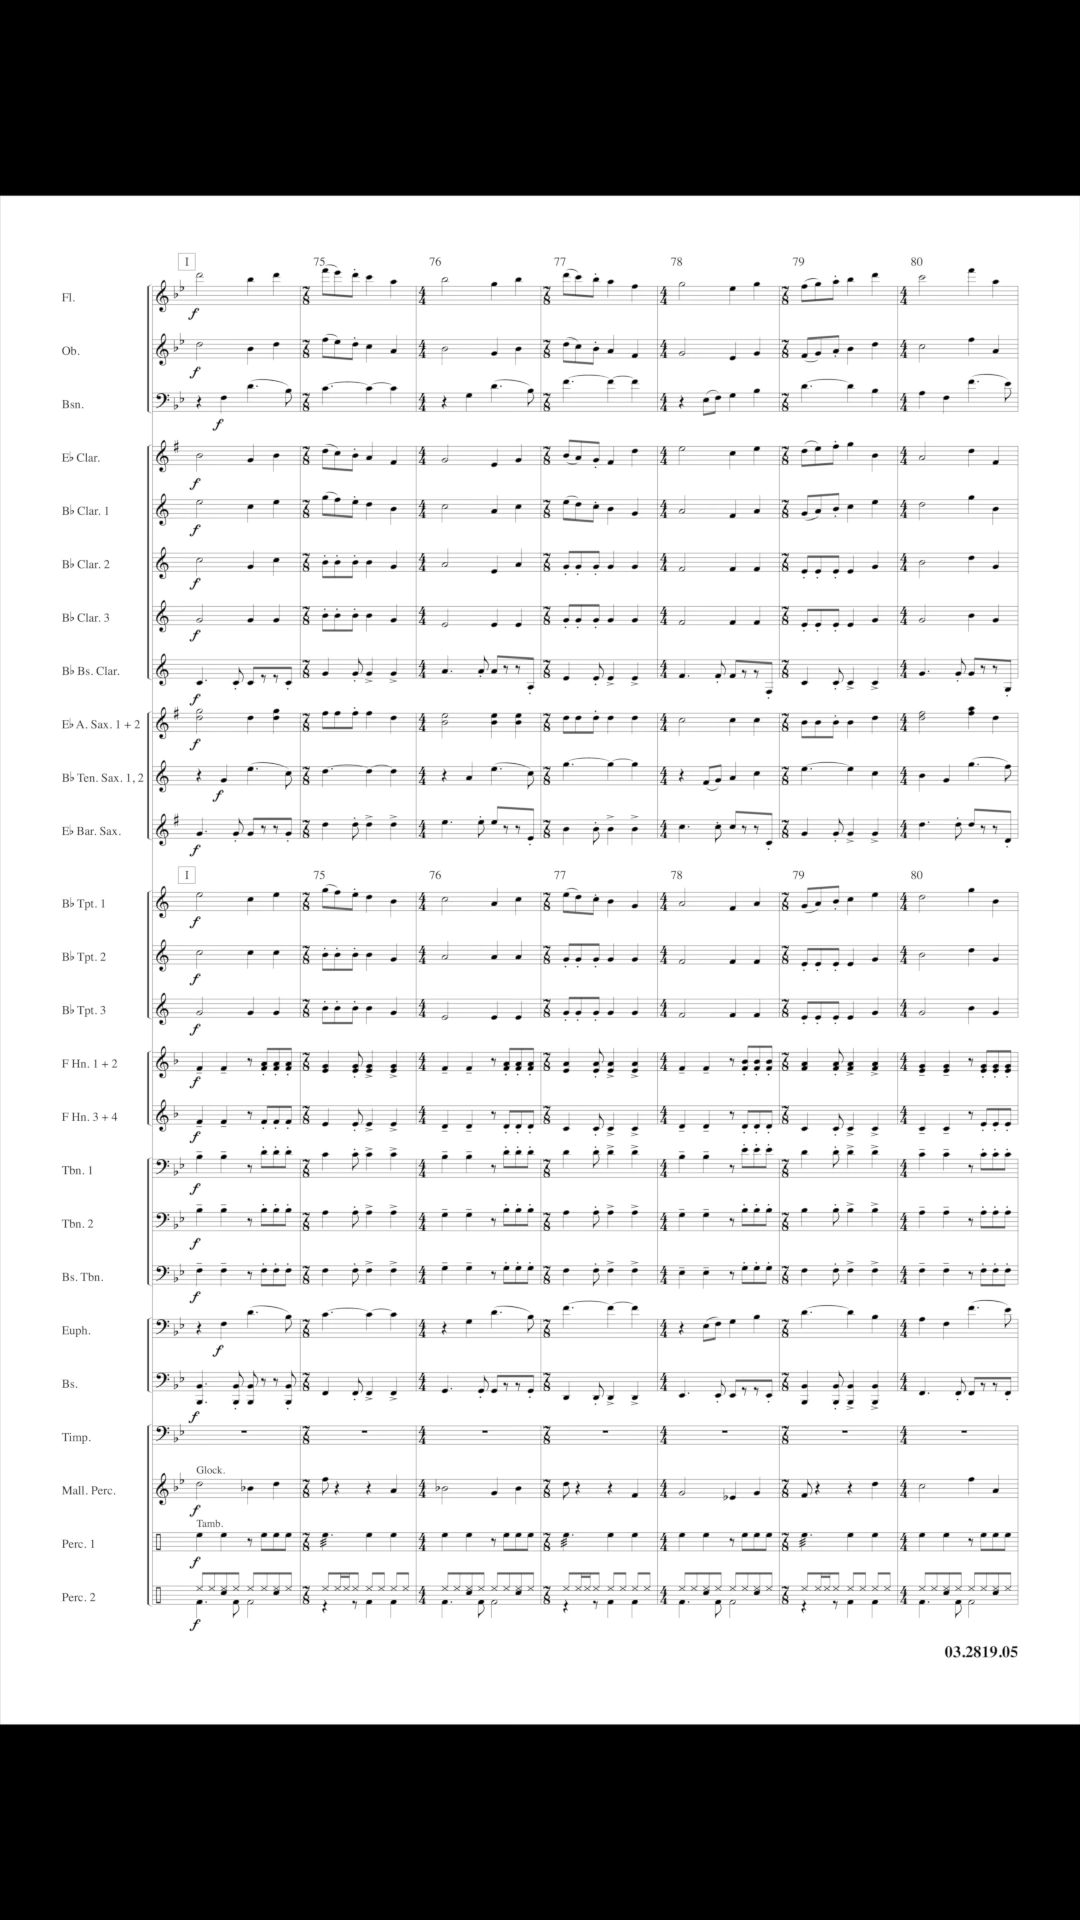 I 75 76 77 78 79 80
Fl.
f
Ob.
f
Bsn.
f
E♭ Clar.
f
B♭ Clar. 1
f
B♭ Clar. 2
f
B♭ Clar. 3
f
B♭ Bs. Clar.
f
E♭ A. Sax. 1 + 2
f
B♭ Ten. Sax. 1, 2
f
E♭ Bar. Sax.
f
I 75 76 77 78 79 80
B♭ Tpt. 1
f
B♭ Tpt. 2
f
B♭ Tpt. 3
f
F Hn. 1 + 2
f
F Hn. 3 + 4
f
Tbn. 1
f
Tbn. 2
f
Bs. Tbn.
f
Euph.
f
Bs.
f
Timp.
Glock.
Mall. Perc.
f
Tamb.
Perc. 1
f
Perc. 2
f
03.2819.05